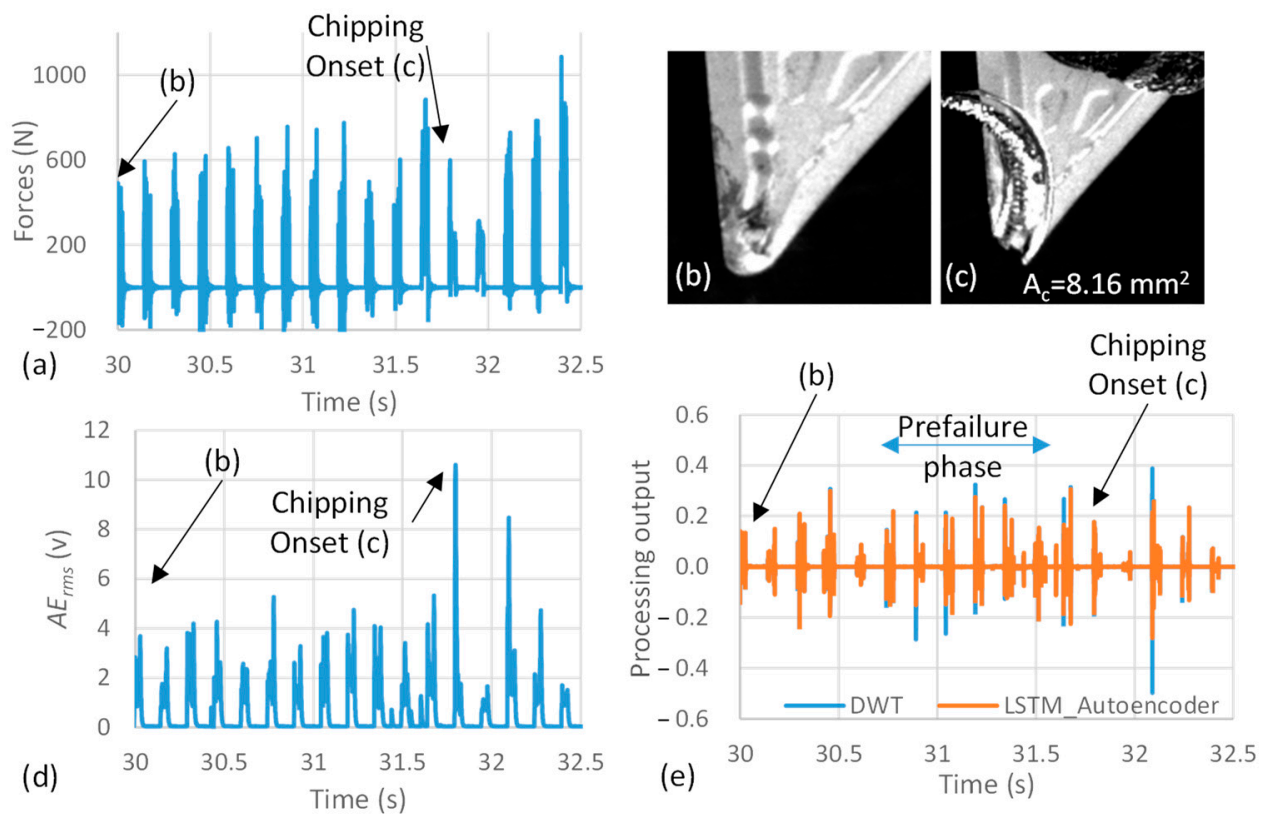 Chipping
Onset (c)
(b)
1000
600
200
−200
Forces (N)
30
30.5
31
31.5
32
32.5
Time (s)
(a)
(b)
(c)
A_c=8.16 mm²
12
10
8
6
4
2
0
AE_rms (v)
(b)
Chipping
Onset (c)
30
30.5
31
31.5
32
32.5
Time (s)
(d)
Chipping
Onset (c)
(b)
Prefailure
phase
0.6
0.4
0.2
0.0
−0.2
−0.4
−0.6
Processing output
DWT LSTM_Autoencoder
30
30.5
31
31.5
32
32.5
Time (s)
(e)